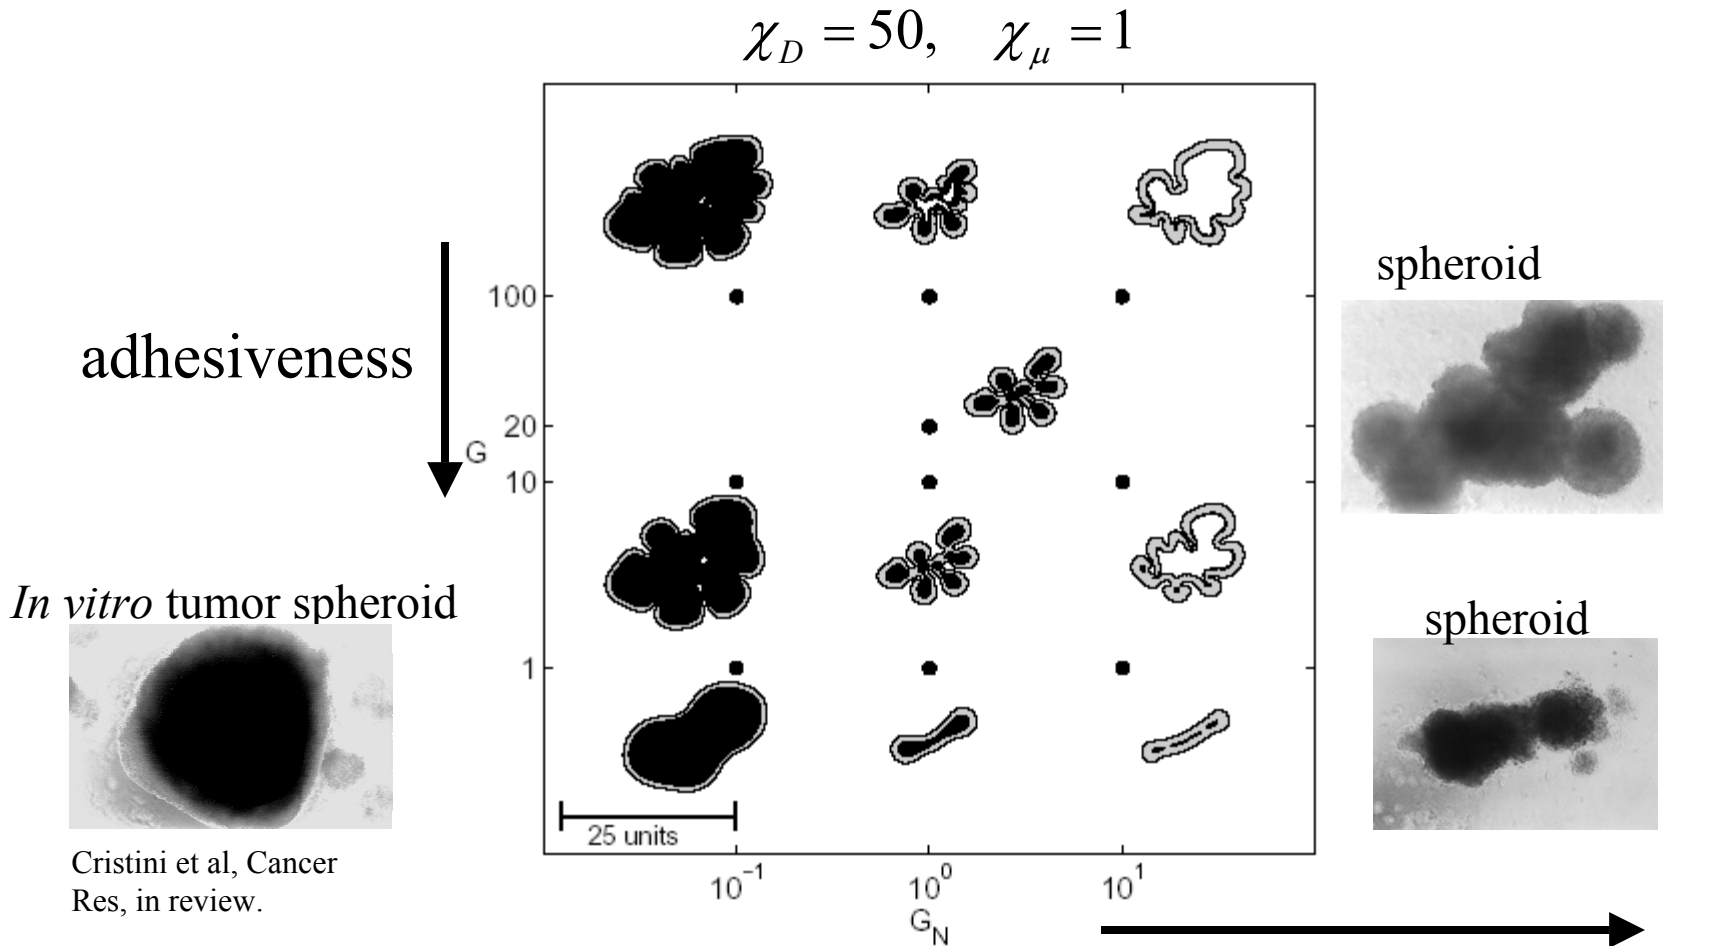 χ_D = 50, χ_μ = 1
100
20
G
10
1
25 units
10^-1
10^0
10^1
G_N
adhesiveness
In vitro tumor spheroid
Cristini et al, Cancer
Res, in review.
spheroid
spheroid